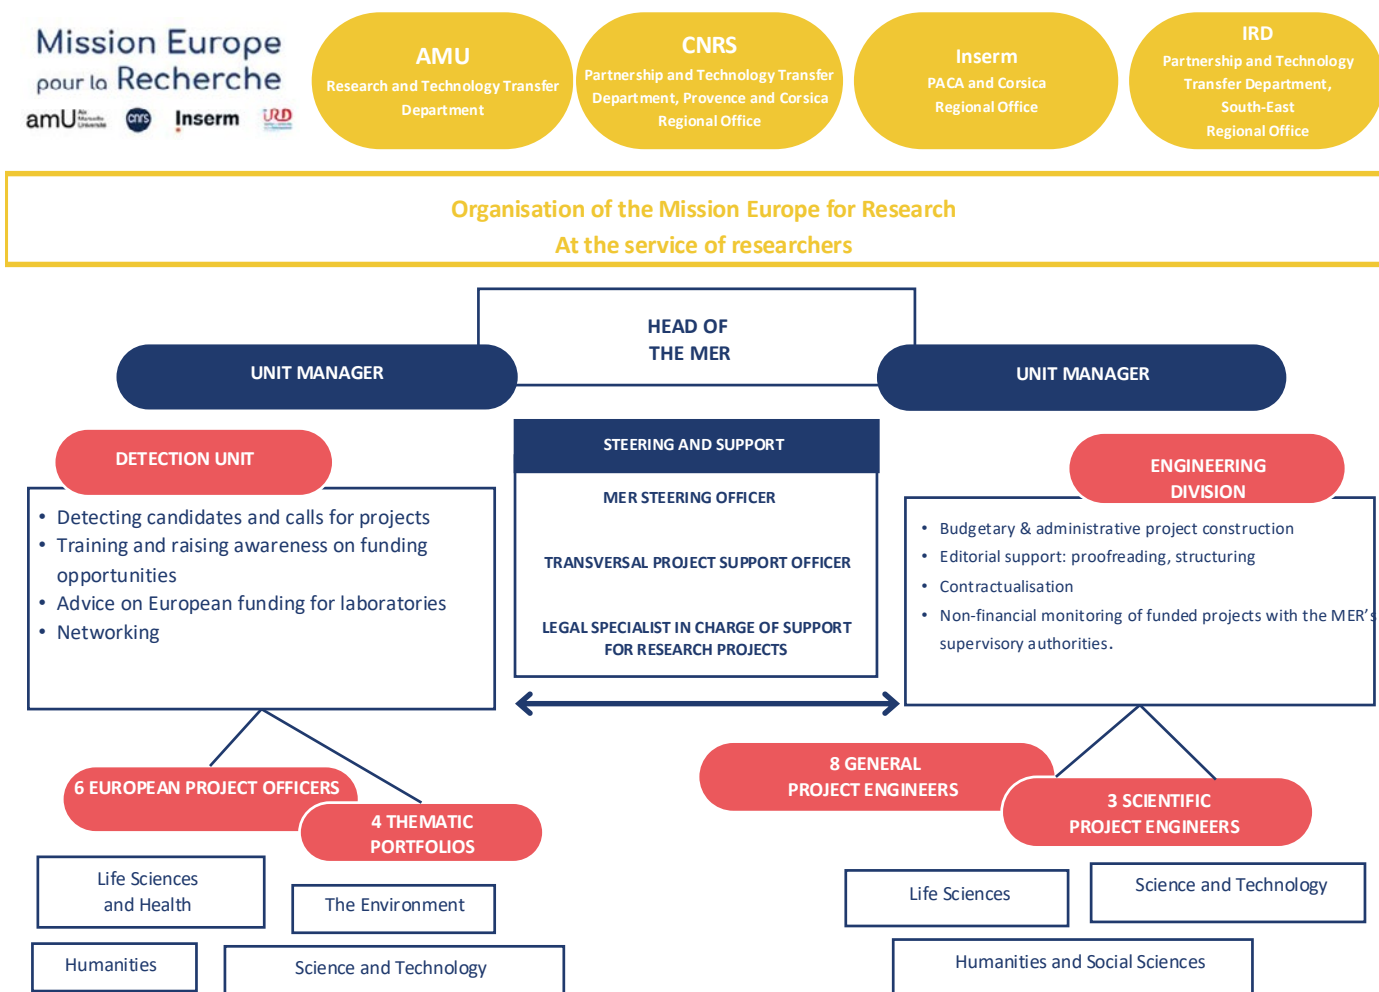 Mission Europe
pour la Recherche
amU Aix Marseille Université
cnrs
Inserm
IRD
AMU
Research and Technology Transfer
Department
CNRS
Partnership and Technology Transfer
Department, Provence and Corsica
Regional Office
Inserm
PACA and Corsica
Regional Office
IRD
Partnership and Technology
Transfer Department,
South-East
Regional Office
Organisation of the Mission Europe for Research
At the service of researchers
HEAD OF
THE MER
UNIT MANAGER
UNIT MANAGER
DETECTION UNIT
• Detecting candidates and calls for projects
• Training and raising awareness on funding
opportunities
• Advice on European funding for laboratories
• Networking
STEERING AND SUPPORT
MER STEERING OFFICER
TRANSVERSAL PROJECT SUPPORT OFFICER
LEGAL SPECIALIST IN CHARGE OF SUPPORT
FOR RESEARCH PROJECTS
ENGINEERING
DIVISION
• Budgetary & administrative project construction
• Editorial support: proofreading, structuring
• Contractualisation
• Non-financial monitoring of funded projects with the MER's
supervisory authorities.
6 EUROPEAN PROJECT OFFICERS
4 THEMATIC
PORTFOLIOS
8 GENERAL
PROJECT ENGINEERS
3 SCIENTIFIC
PROJECT ENGINEERS
Life Sciences
and Health
The Environment
Humanities
Science and Technology
Life Sciences
Science and Technology
Humanities and Social Sciences